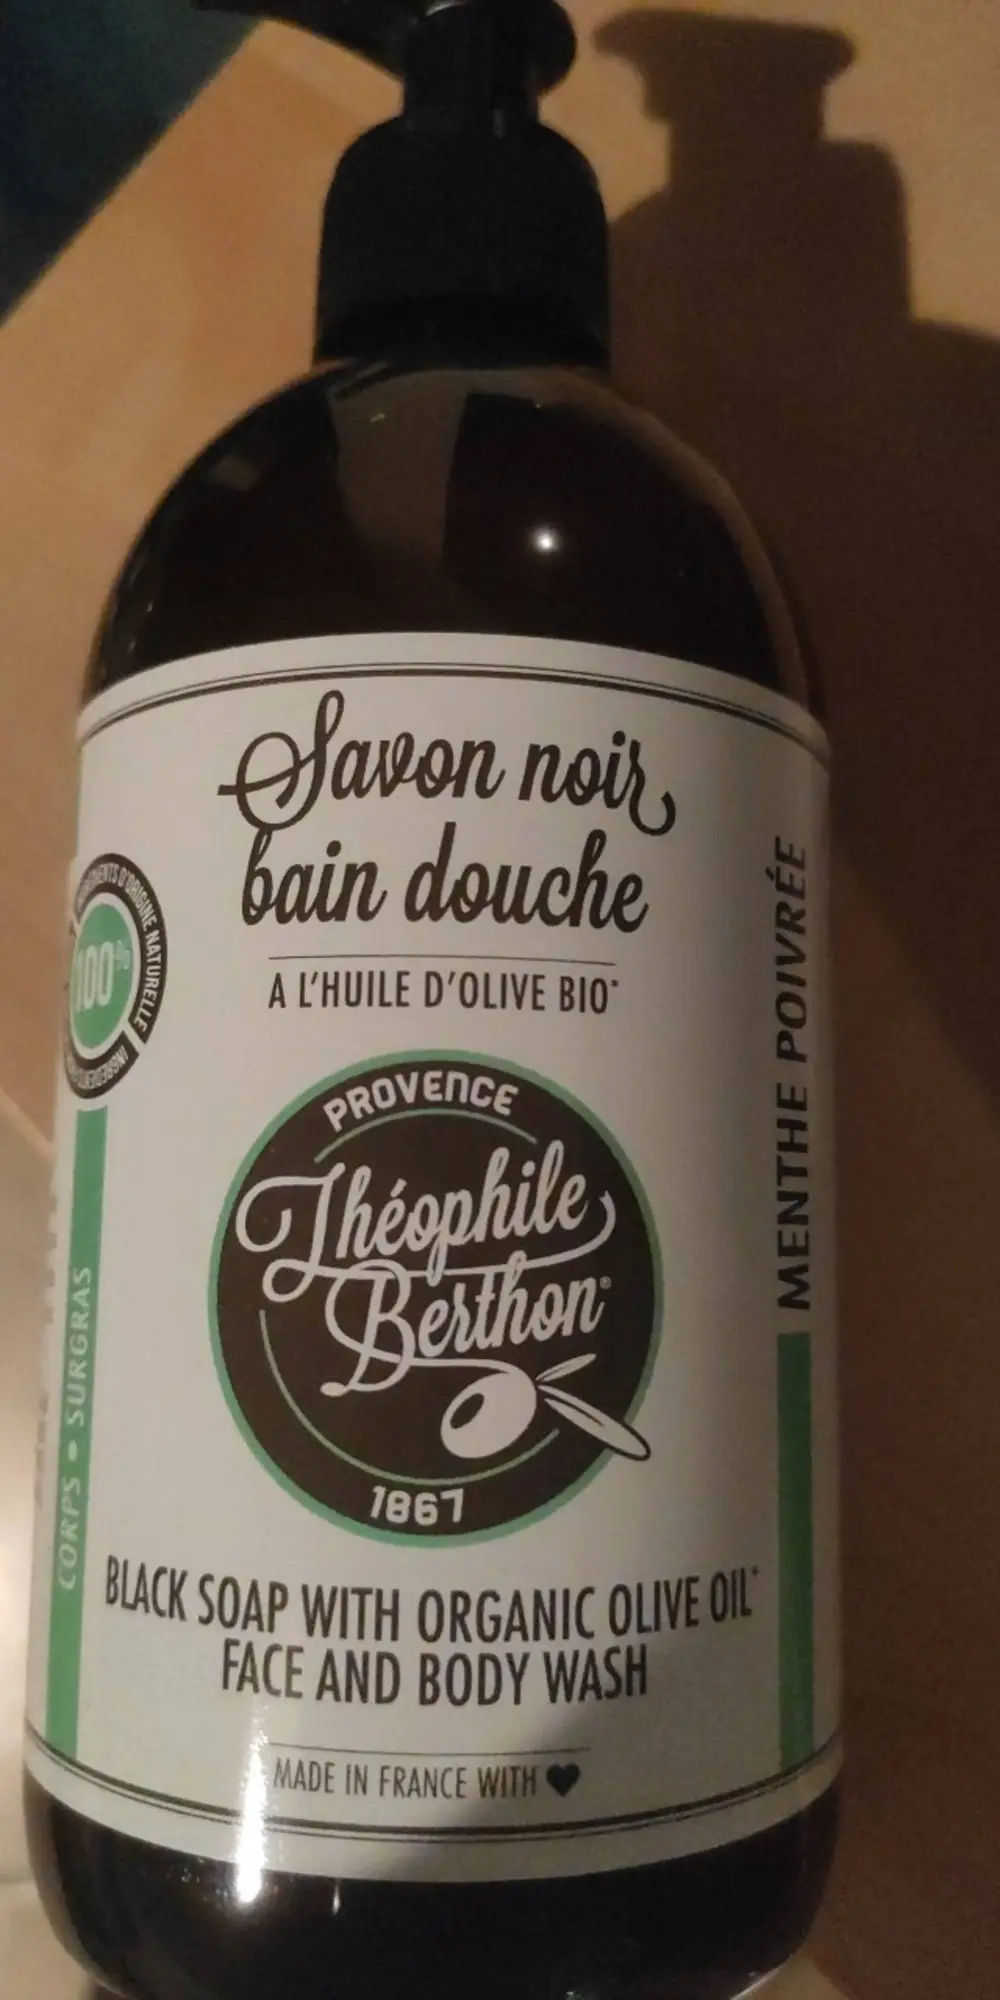 Savon noir
bain douche
A L'HUILE D'OLIVE BIO*
INGRÉDIENTS D'ORIGINE NATURELLE
100%
CORPS • SURGRAS
MENTHE POIVRÉE
PROVENCE
Théophile
Berthon®
1867
BLACK SOAP WITH ORGANIC OLIVE OIL*
FACE AND BODY WASH
MADE IN FRANCE WITH ♥